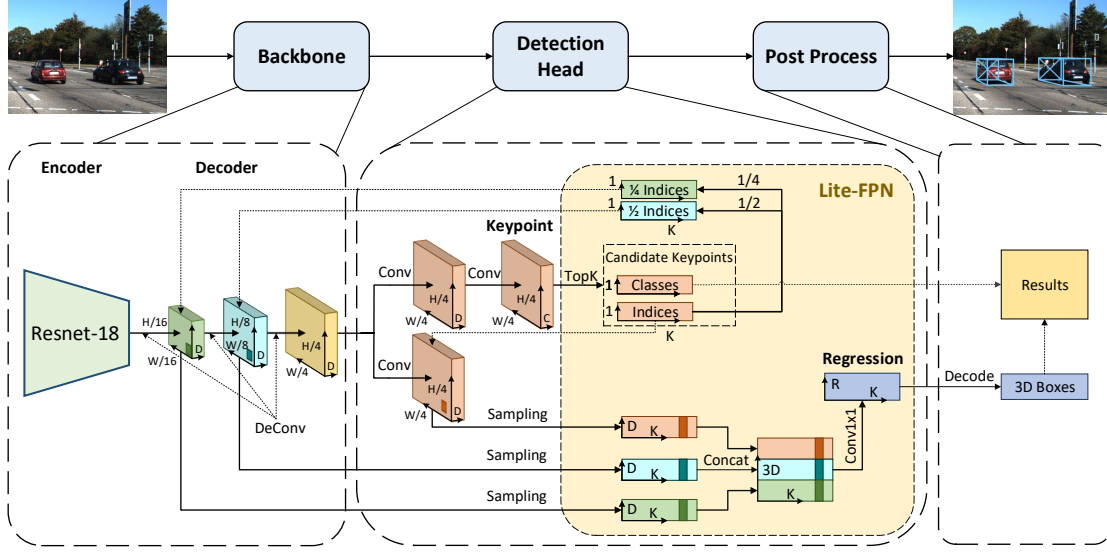 Backbone
Detection
Head
Post Process
Encoder
Decoder
Resnet-18
H/16
W/16
D
H/8
W/8
D
H/4
W/4
D
DeConv
Keypoint
Conv
H/4
W/4
D
Conv
H/4
W/4
C
TopK
Conv
H/4
W/4
D
Lite-FPN
1
¼ Indices
1/4
1
½ Indices
1/2
K
Candidate Keypoints
1
Classes
1
Indices
K
Sampling
D
K
Sampling
D
K
Sampling
D
K
Concat
3D
K
Conv1x1
Regression
R
K
Decode
Results
3D Boxes